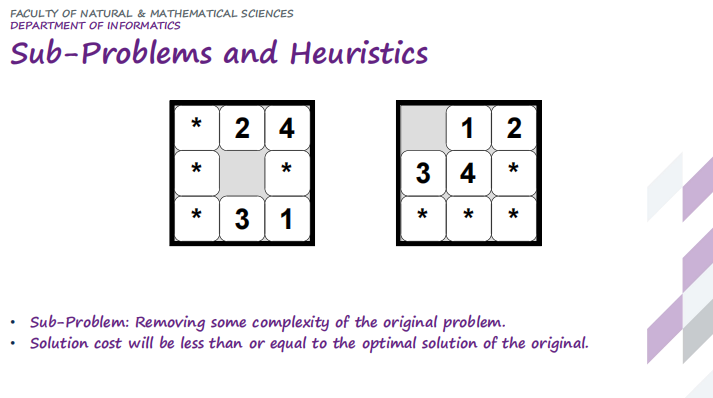 FACULTY OF NATURAL & MATHEMATICAL SCIENCES
DEPARTMENT OF INFORMATICS
Sub-Problems and Heuristics
* 2 4
* *
* 3 1
1 2
3 4 *
* * *
• Sub-Problem: Removing some complexity of the original problem.
• Solution cost will be less than or equal to the optimal solution of the original.